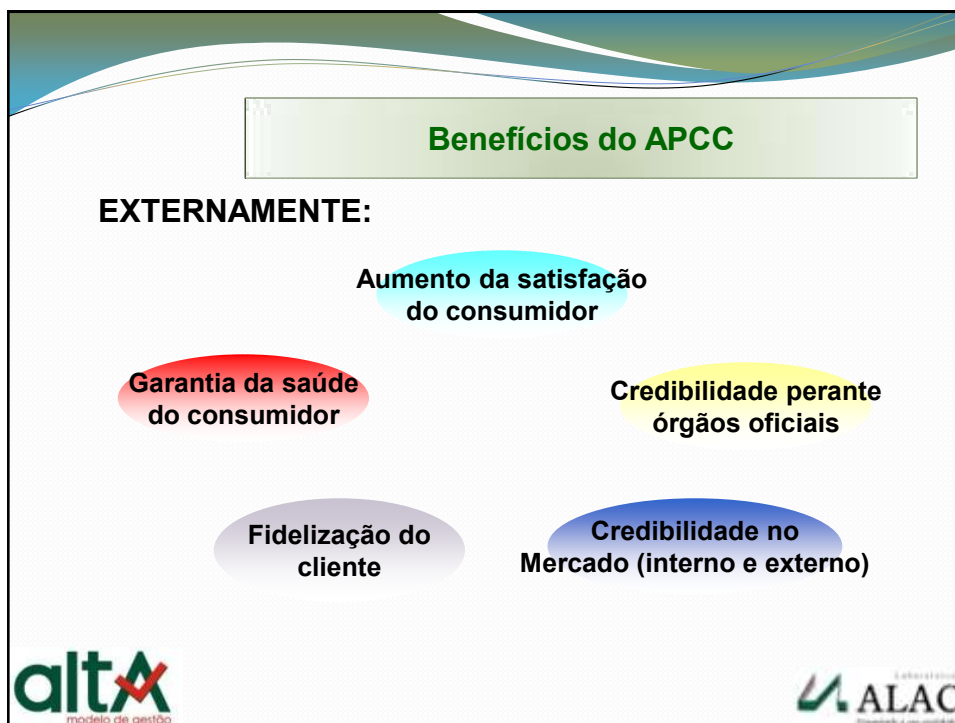 Benefícios do APCC
EXTERNAMENTE:
Aumento da satisfação
do consumidor
Garantia da saúde
do consumidor
Credibilidade perante
órgãos oficiais
Fidelização do
cliente
Credibilidade no
Mercado (interno e externo)
altA
modelo de gestão
ALAC